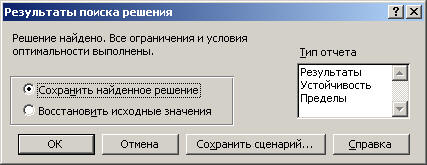 Результаты поиска решения
Решение найдено. Все ограничения и условия
оптимальности выполнены.
Тип отчета
Результаты
Устойчивость
Пределы
Сохранить найденное решение
Восстановить исходные значения
ОК
Отмена
Сохранить сценарий...
Справка